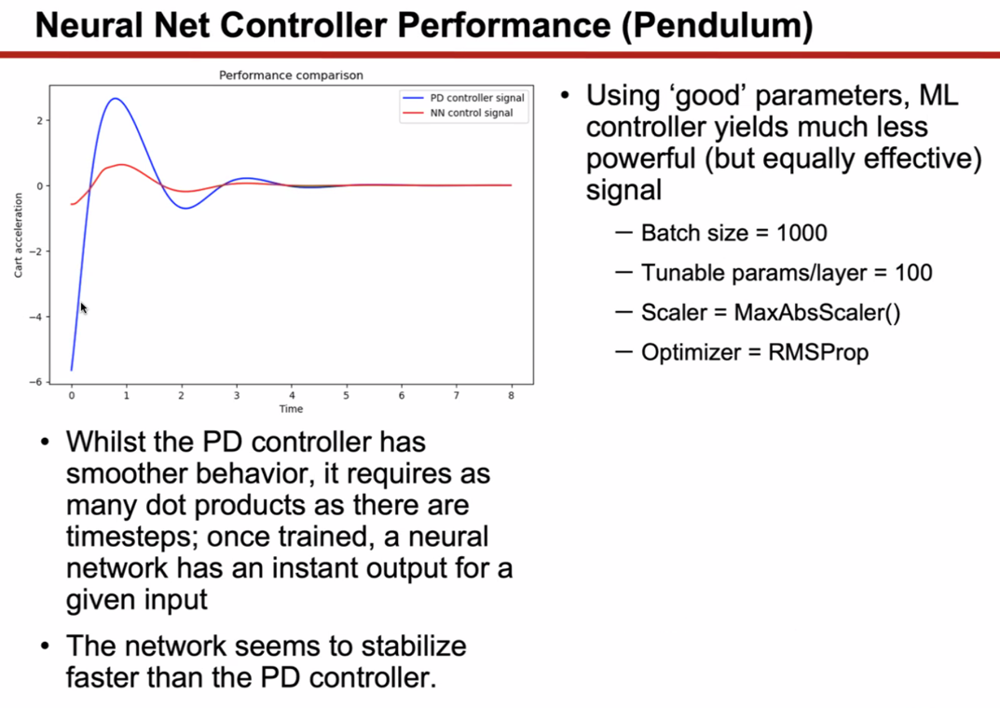 Neural Net Controller Performance (Pendulum)
Performance comparison
PD controller signal
NN control signal
2
0
−2
−4
−6
Cart acceleration
0 1 2 3 4 5 6 7 8
Time
• Using ‘good’ parameters, ML
controller yields much less
powerful (but equally effective)
signal
— Batch size = 1000
— Tunable params/layer = 100
— Scaler = MaxAbsScaler()
— Optimizer = RMSProp
• Whilst the PD controller has
smoother behavior, it requires as
many dot products as there are
timesteps; once trained, a neural
network has an instant output for a
given input
• The network seems to stabilize
faster than the PD controller.